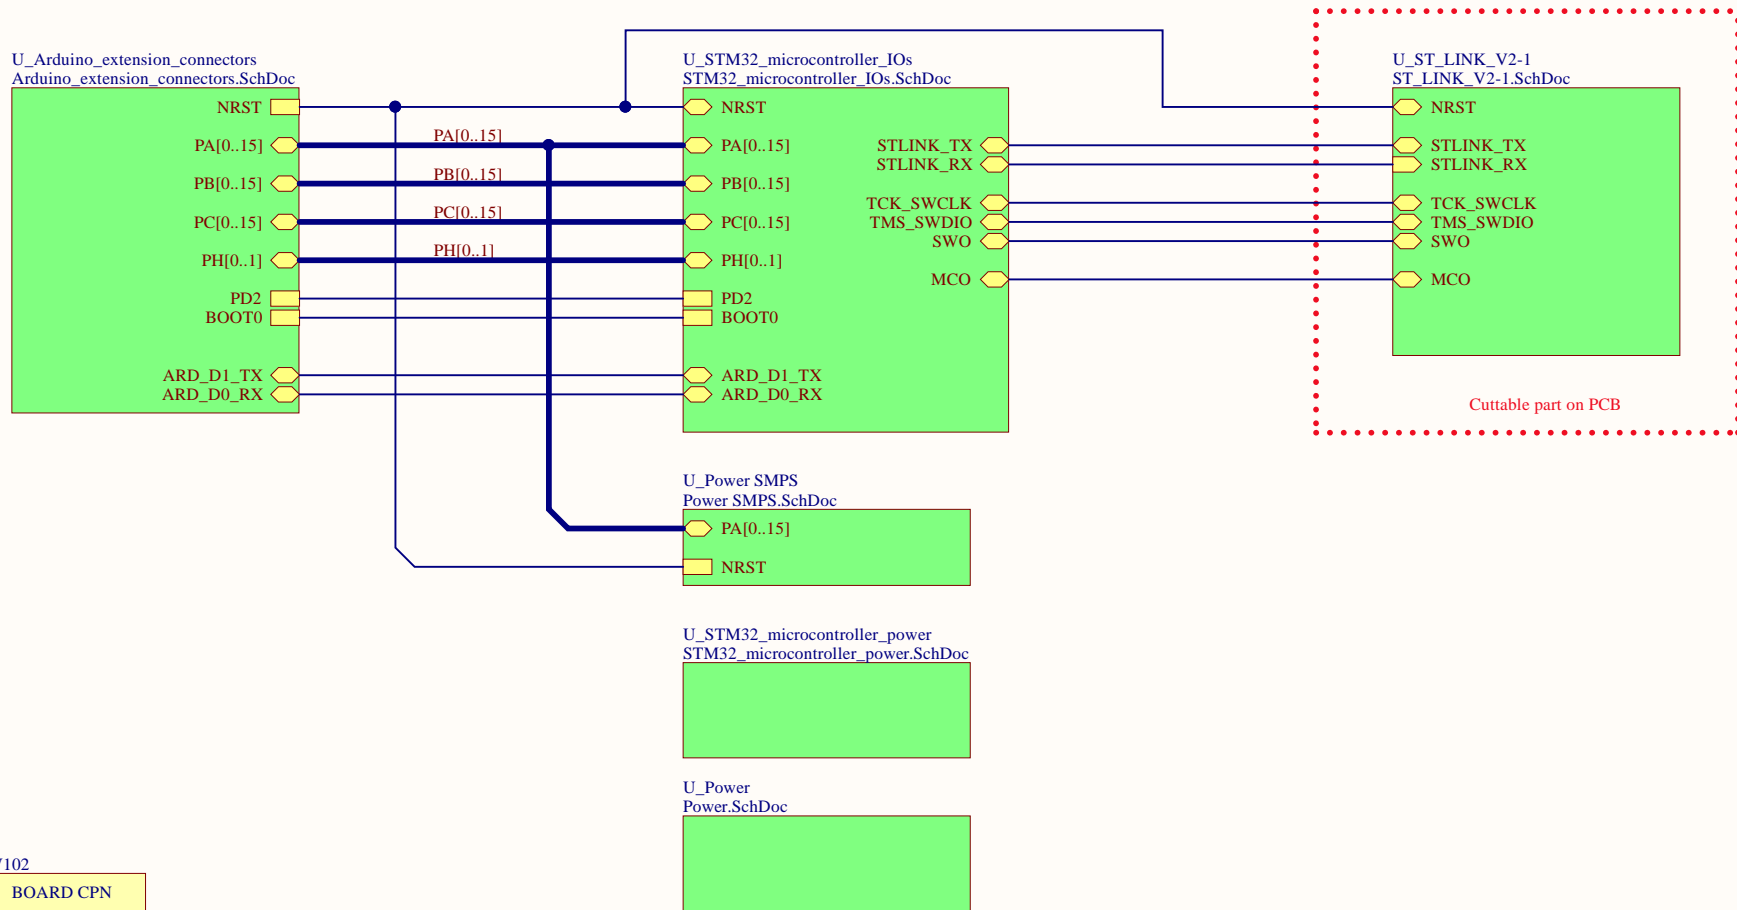 U_Arduino_extension_connectors
Arduino_extension_connectors.SchDoc
NRST
PA[0..15]
PB[0..15]
PC[0..15]
PH[0..1]
PD2
BOOT0
ARD_D1_TX
ARD_D0_RX
PA[0..15]
PB[0..15]
PC[0..15]
PH[0..1]
U_STM32_microcontroller_IOs
STM32_microcontroller_IOs.SchDoc
NRST
PA[0..15]
PB[0..15]
PC[0..15]
PH[0..1]
PD2
BOOT0
ARD_D1_TX
ARD_D0_RX
STLINK_TX
STLINK_RX
TCK_SWCLK
TMS_SWDIO
SWO
MCO
U_ST_LINK_V2-1
ST_LINK_V2-1.SchDoc
NRST
STLINK_TX
STLINK_RX
TCK_SWCLK
TMS_SWDIO
SWO
MCO
Cuttable part on PCB
U_Power SMPS
Power SMPS.SchDoc
PA[0..15]
NRST
U_STM32_microcontroller_power
STM32_microcontroller_power.SchDoc
U_Power
Power.SchDoc
102
BOARD CPN